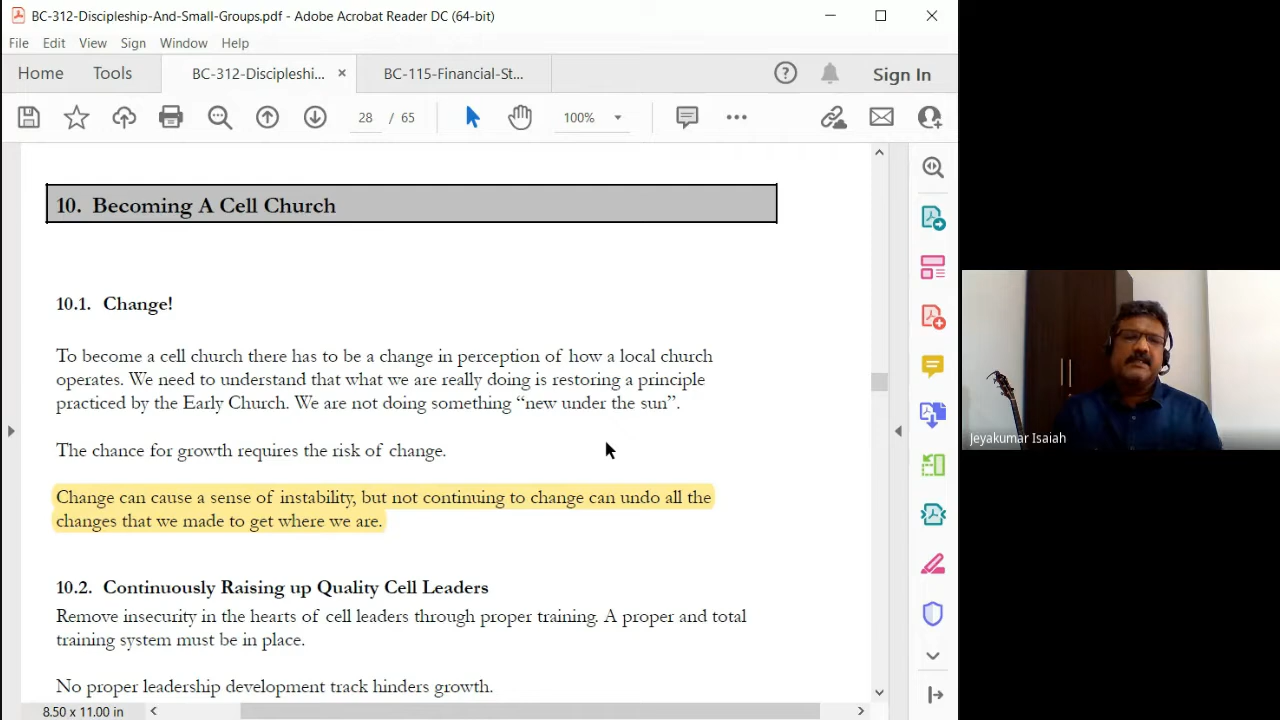 BC-312-Discipleship-And-Small-Groups.pdf - Adobe Acrobat Reader DC (64-bit)
File Edit View Sign Window Help
Home Tools BC-312-Discipleshi... × BC-115-Financial-St... ? Sign In
28 / 65 100%
10. Becoming A Cell Church
10.1. Change!
To become a cell church there has to be a change in perception of how a local church
operates. We need to understand that what we are really doing is restoring a principle
practiced by the Early Church. We are not doing something “new under the sun”.
The chance for growth requires the risk of change.
Change can cause a sense of instability, but not continuing to change can undo all the
changes that we made to get where we are.
10.2. Continuously Raising up Quality Cell Leaders
Remove insecurity in the hearts of cell leaders through proper training. A proper and total
training system must be in place.
No proper leadership development track hinders growth.
8.50 x 11.00 in
Jeyakumar Isaiah